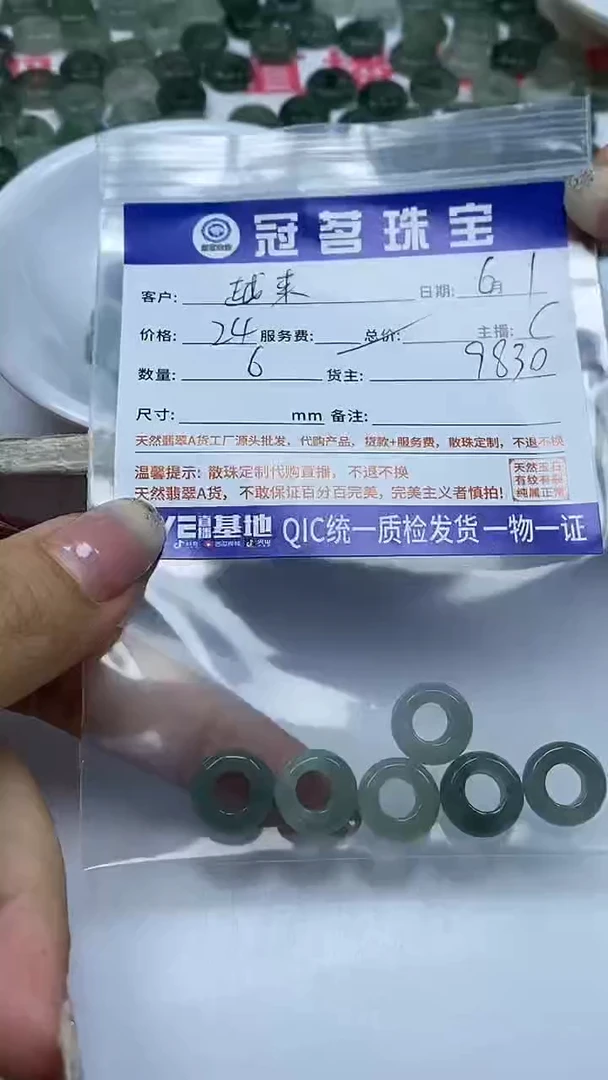 冠茗珠宝
客户: 越来 日期: 6月1
价格: 24 服务费: 总价: 主播: C
数量: 6 货主: 9830
尺寸: mm 备注:
天然翡翠A货工厂源头批发，代购产品，货款+服务费，散珠定制，不退不换
温馨提示: 散珠定制代购直播，不退不换
天然翡翠A货，不敢保证百分百完美，完美主义者慎拍!
天然玉石
有纹有裂
纯属正常
YE直播基地 QIC统一质检发货 一物一证